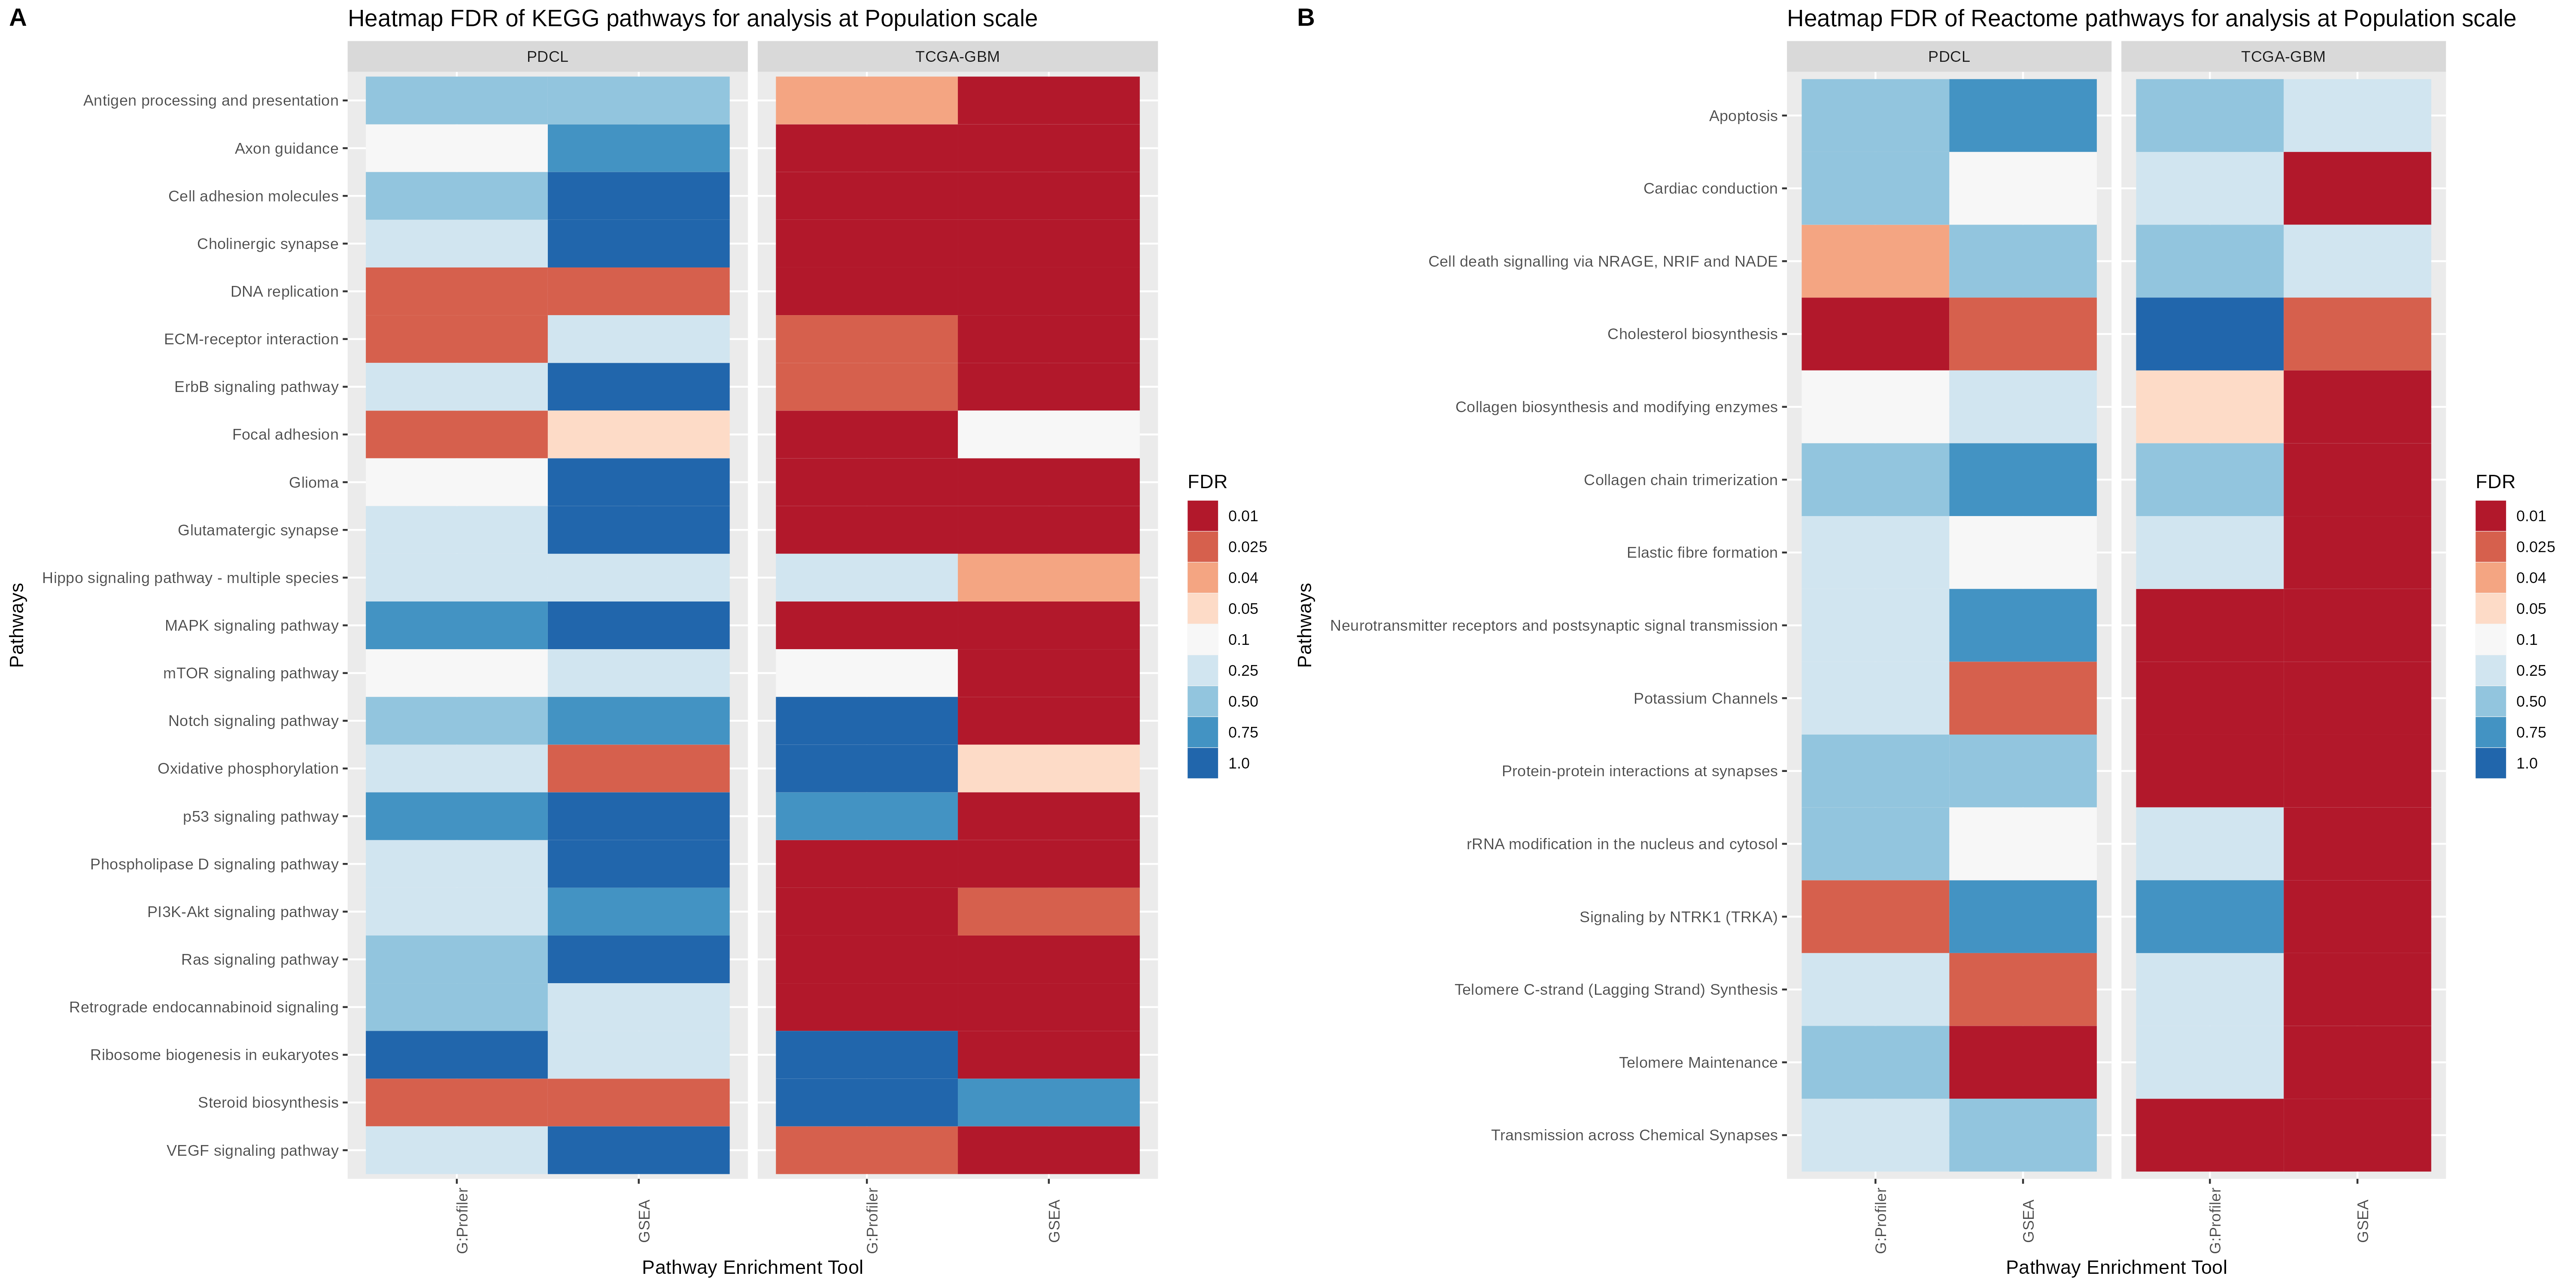 A
Heatmap FDR of KEGG pathways for analysis at Population scale
PDCL
TCGA-GBM
Antigen processing and presentation
Axon guidance
Cell adhesion molecules
Cholinergic synapse
DNA replication
ECM-receptor interaction
ErbB signaling pathway
Focal adhesion
Glioma
Glutamatergic synapse
Hippo signaling pathway - multiple species
MAPK signaling pathway
mTOR signaling pathway
Notch signaling pathway
Oxidative phosphorylation
p53 signaling pathway
Phospholipase D signaling pathway
PI3K-Akt signaling pathway
Ras signaling pathway
Retrograde endocannabinoid signaling
Ribosome biogenesis in eukaryotes
Steroid biosynthesis
VEGF signaling pathway
Pathways
G:Profiler
GSEA
G:Profiler
GSEA
Pathway Enrichment Tool
FDR
0.01
0.025
0.04
0.05
0.1
0.25
0.50
0.75
1.0
B
Heatmap FDR of Reactome pathways for analysis at Population scale
PDCL
TCGA-GBM
Apoptosis
Cardiac conduction
Cell death signalling via NRAGE, NRIF and NADE
Cholesterol biosynthesis
Collagen biosynthesis and modifying enzymes
Collagen chain trimerization
Elastic fibre formation
Neurotransmitter receptors and postsynaptic signal transmission
Potassium Channels
Protein-protein interactions at synapses
rRNA modification in the nucleus and cytosol
Signaling by NTRK1 (TRKA)
Telomere C-strand (Lagging Strand) Synthesis
Telomere Maintenance
Transmission across Chemical Synapses
Pathways
G:Profiler
GSEA
G:Profiler
GSEA
Pathway Enrichment Tool
FDR
0.01
0.025
0.04
0.05
0.1
0.25
0.50
0.75
1.0